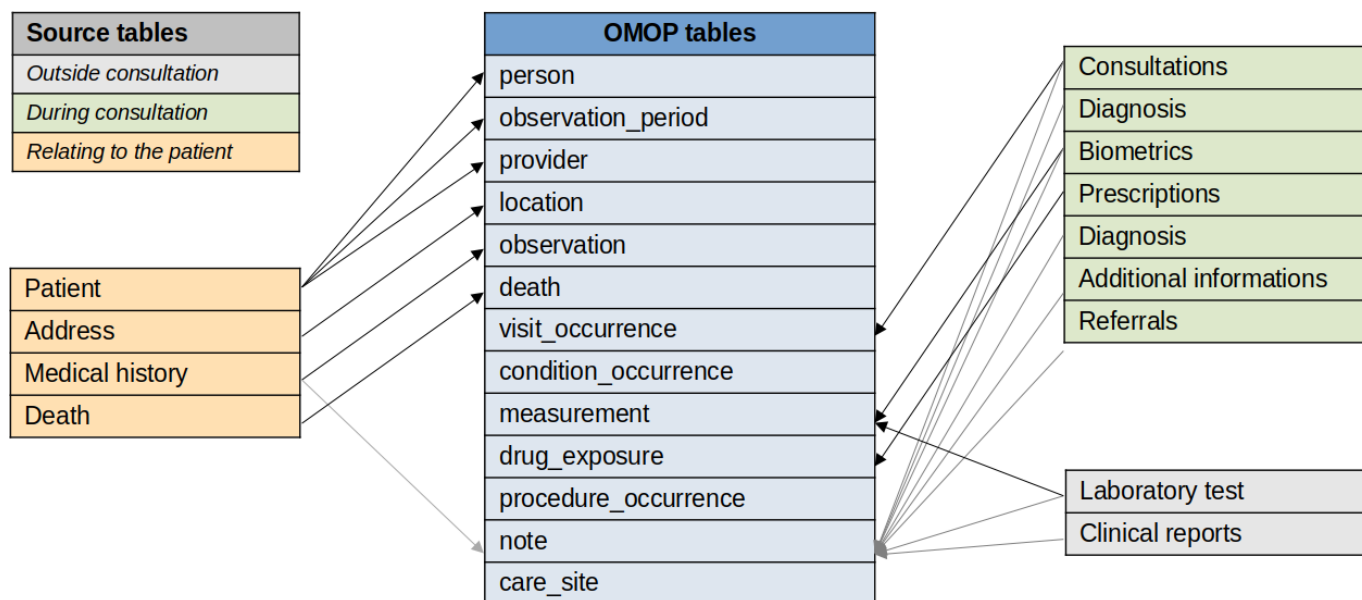 Source tables
Outside consultation
During consultation
Relating to the patient
Patient
Address
Medical history
Death
OMOP tables
person
observation_period
provider
location
observation
death
visit_occurrence
condition_occurrence
measurement
drug_exposure
procedure_occurrence
note
care_site
Consultations
Diagnosis
Biometrics
Prescriptions
Diagnosis
Additional informations
Referrals
Laboratory test
Clinical reports